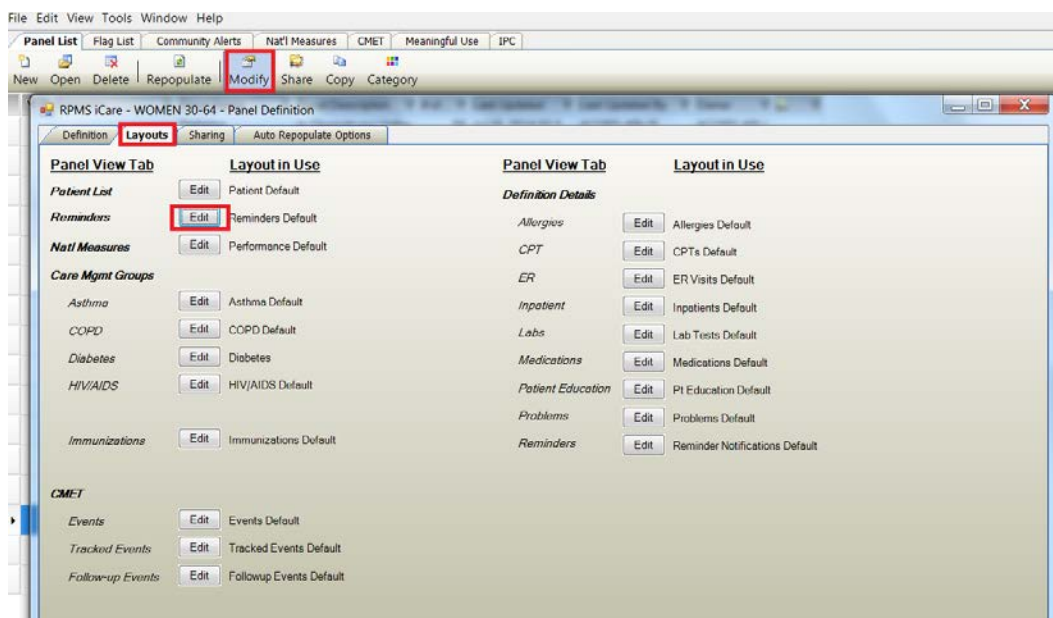 File Edit View Tools Window Help
Panel List Flag List Community Alerts Nat'l Measures CMET Meaningful Use IPC
New Open Delete Repopulate Modify Share Copy Category
RPMS iCare - WOMEN 30-64 - Panel Definition
Definition Layouts Sharing Auto Repopulate Options
Panel View Tab Layout in Use
Patient List Edit Patient Default
Reminders Edit Reminders Default
Natl Measures Edit Performance Default
Care Mgmt Groups
Asthma Edit Asthma Default
COPD Edit COPD Default
Diabetes Edit Diabetes
HIV/AIDS Edit HIV/AIDS Default
Immunizations Edit Immunizations Default
CMET
Events Edit Events Default
Tracked Events Edit Tracked Events Default
Follow-up Events Edit Followup Events Default
Panel View Tab Layout in Use
Definition Details
Allergies Edit Allergies Default
CPT Edit CPTs Default
ER Edit ER Visits Default
Inpatient Edit Inpatients Default
Labs Edit Lab Tests Default
Medications Edit Medications Default
Patient Education Edit Pt Education Default
Problems Edit Problems Default
Reminders Edit Reminder Notifications Default